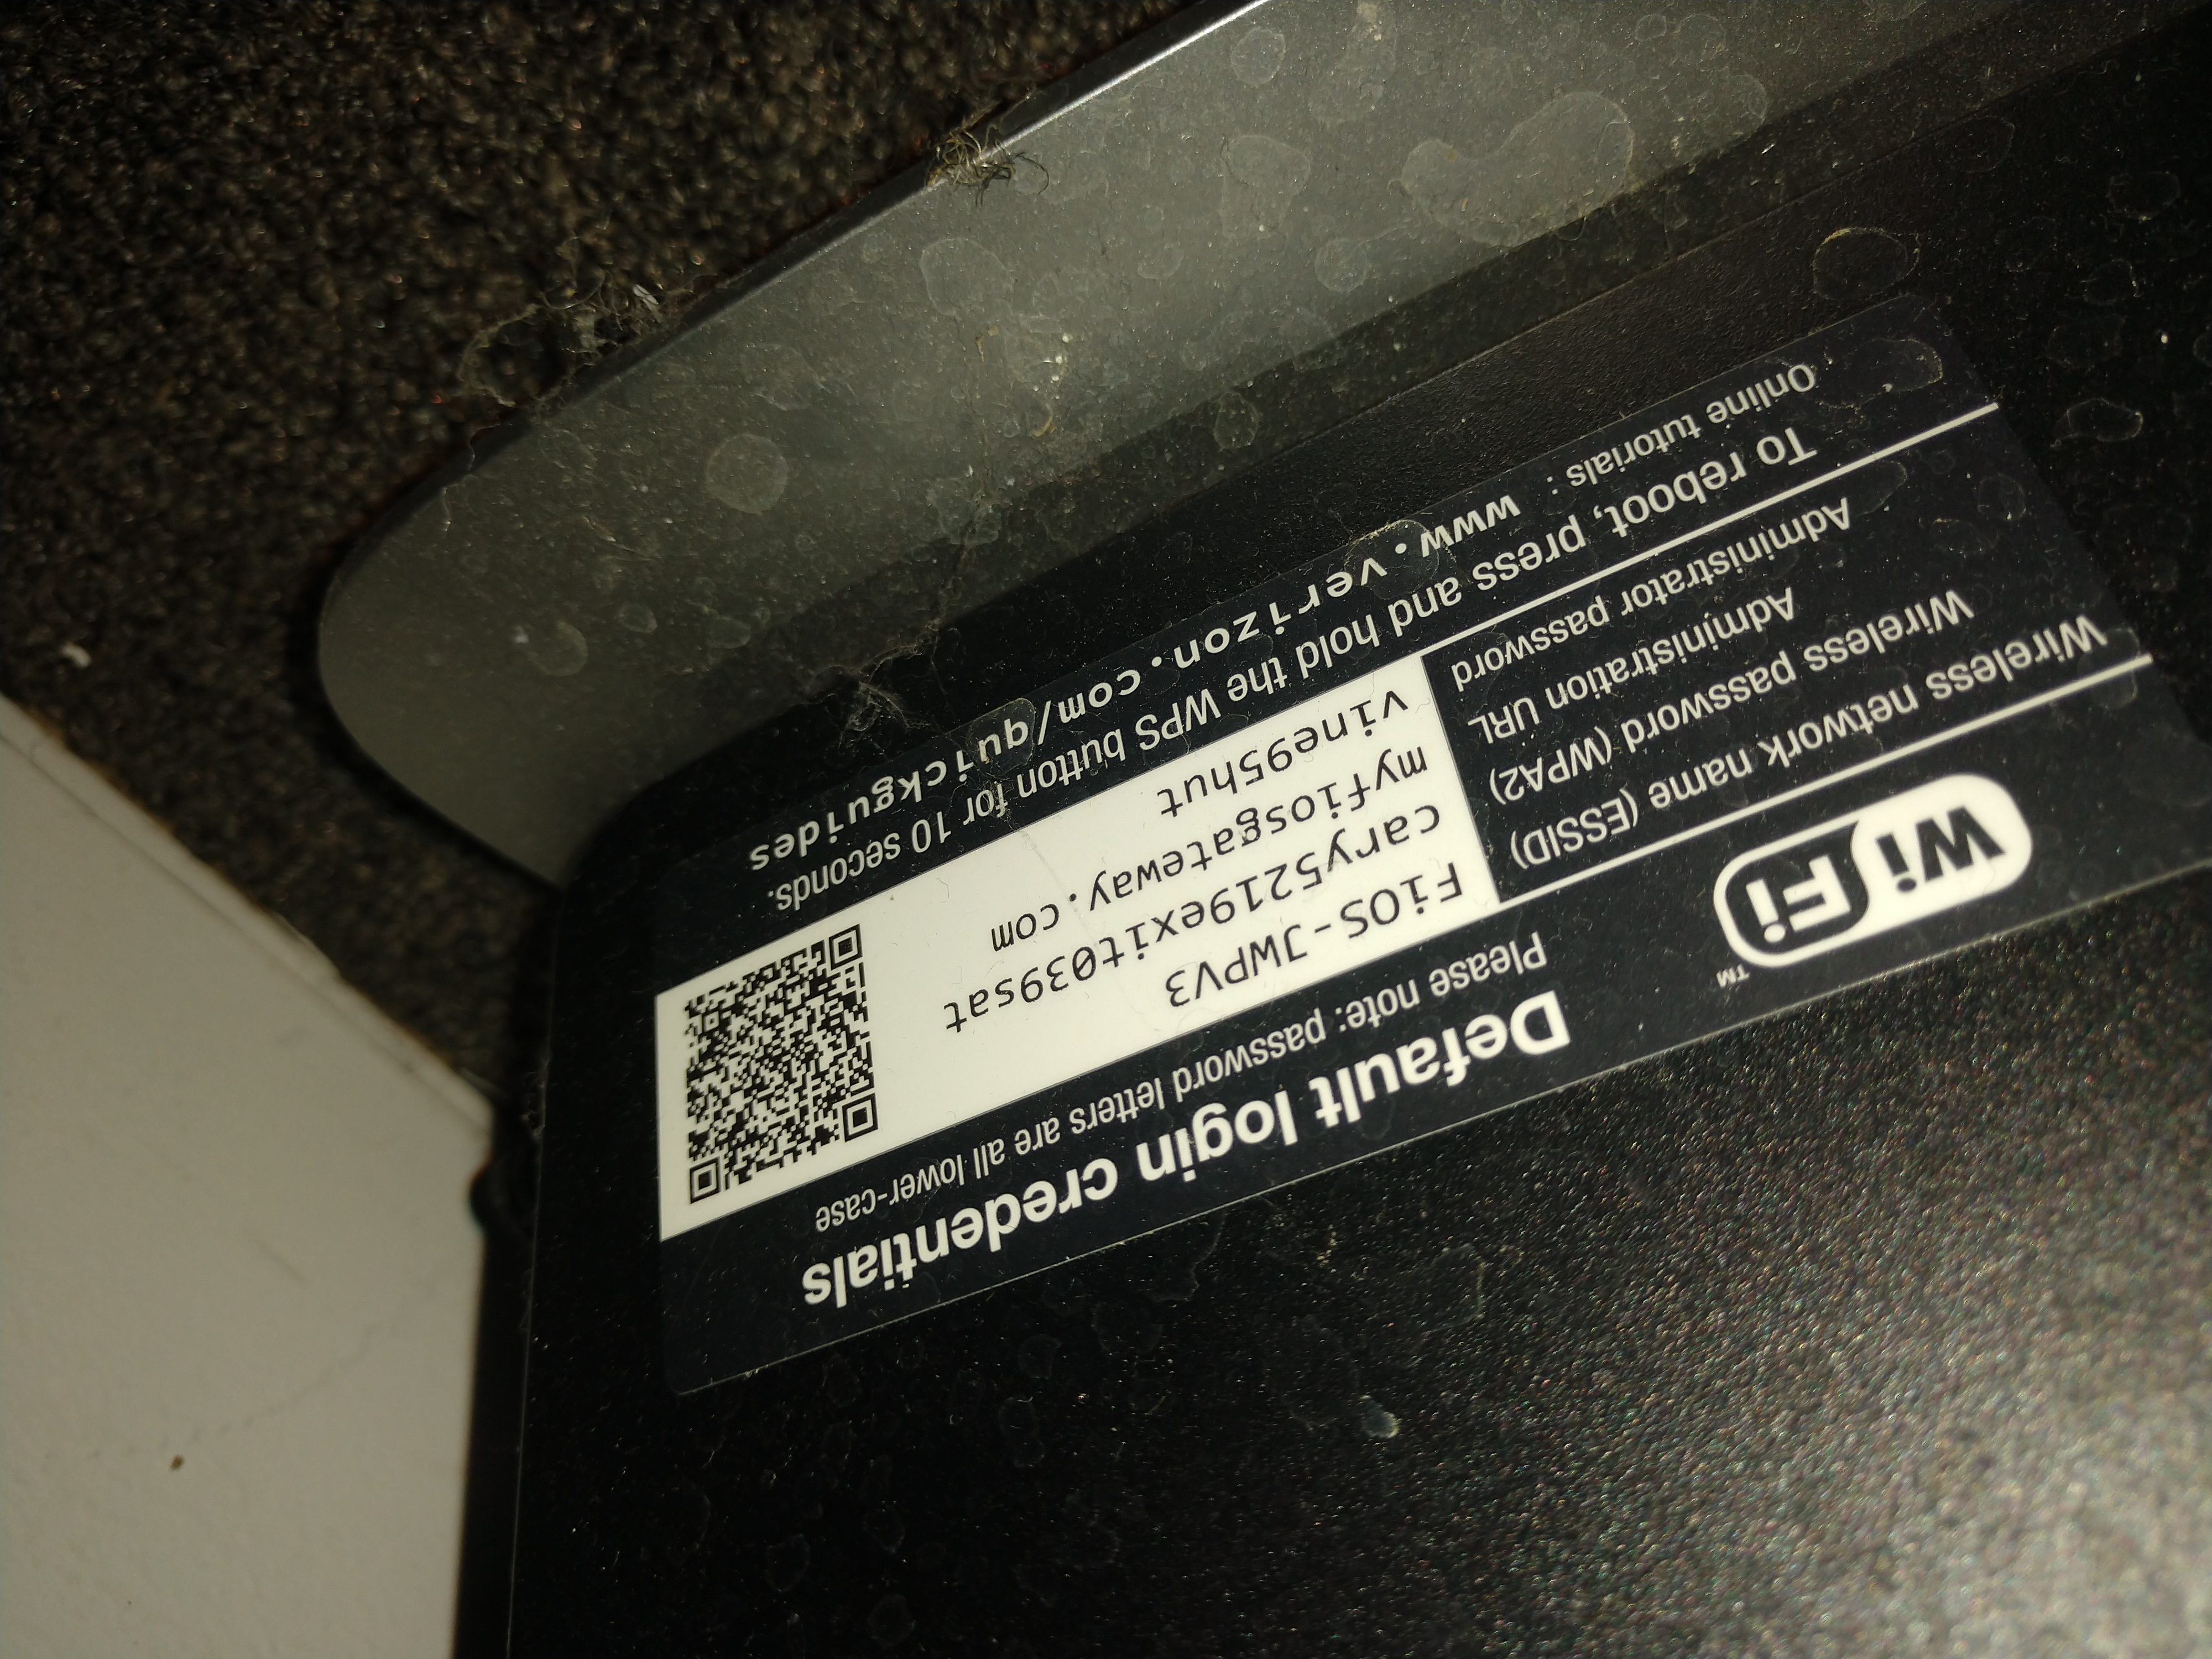 Default login credentials
Please note: password letters are all lower-case
WiFi™
Wireless network name (ESSID) FiOS-JWPV3
Wireless password (WPA2) cary5219exit039sat
Administration URL myfiosgateway.com
Administrator password vine95hut
To reboot, press and hold the WPS button for 10 seconds.
Online tutorials : www.verizon.com/quickguides